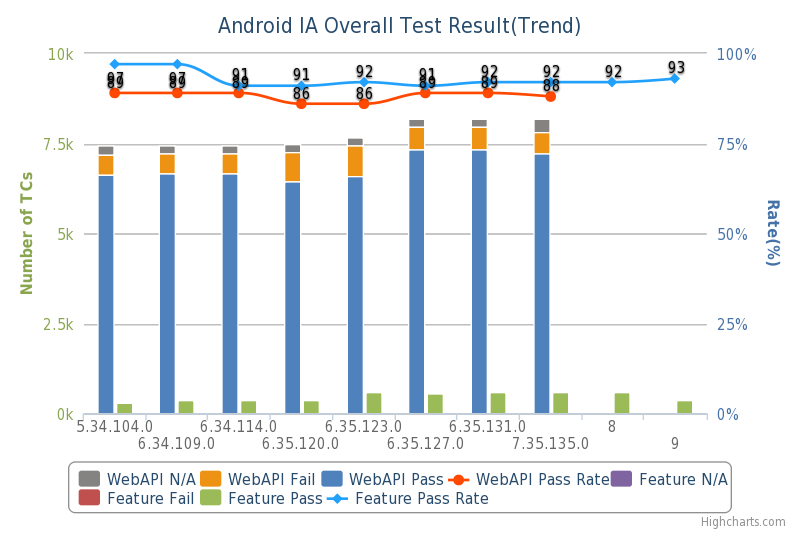 Android IA Overall Test Result(Trend)
10k
7.5k
5k
2.5k
0k
Number of TCs
100%
75%
50%
25%
0%
Rate(%)
97 97 91 91 92 91 92 92 92 93
89 89 89 86 86 89 89 88
5.34.104.0 6.34.114.0 6.35.123.0 6.35.131.0 8
6.34.109.0 6.35.120.0 6.35.127.0 7.35.135.0 9
WebAPI N/A WebAPI Fail WebAPI Pass WebAPI Pass Rate Feature N/A
Feature Fail Feature Pass Feature Pass Rate
Highcharts.com